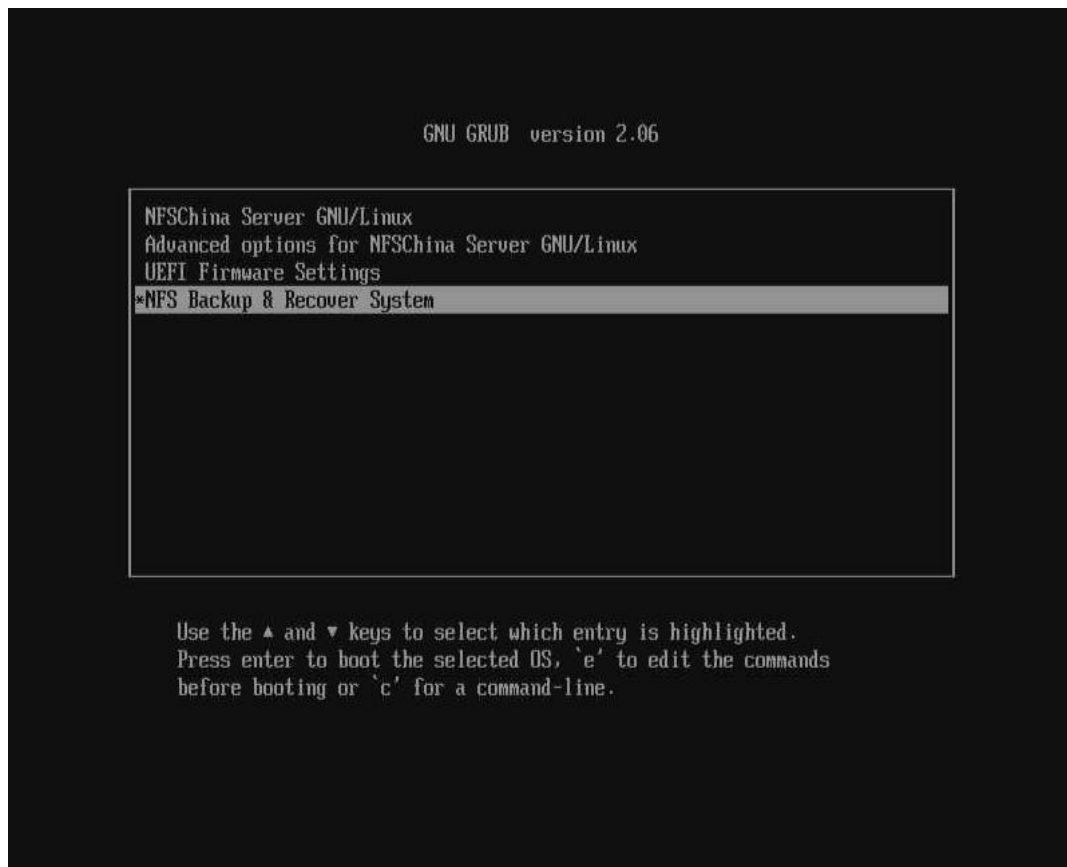 GNU GRUB version 2.06
NFSChina Server GNU/Linux
Advanced options for NFSChina Server GNU/Linux
UEFI Firmware Settings
*NFS Backup & Recover System
Use the ▲ and ▼ keys to select which entry is highlighted.
Press enter to boot the selected OS, `e' to edit the commands
before booting or `c' for a command-line.